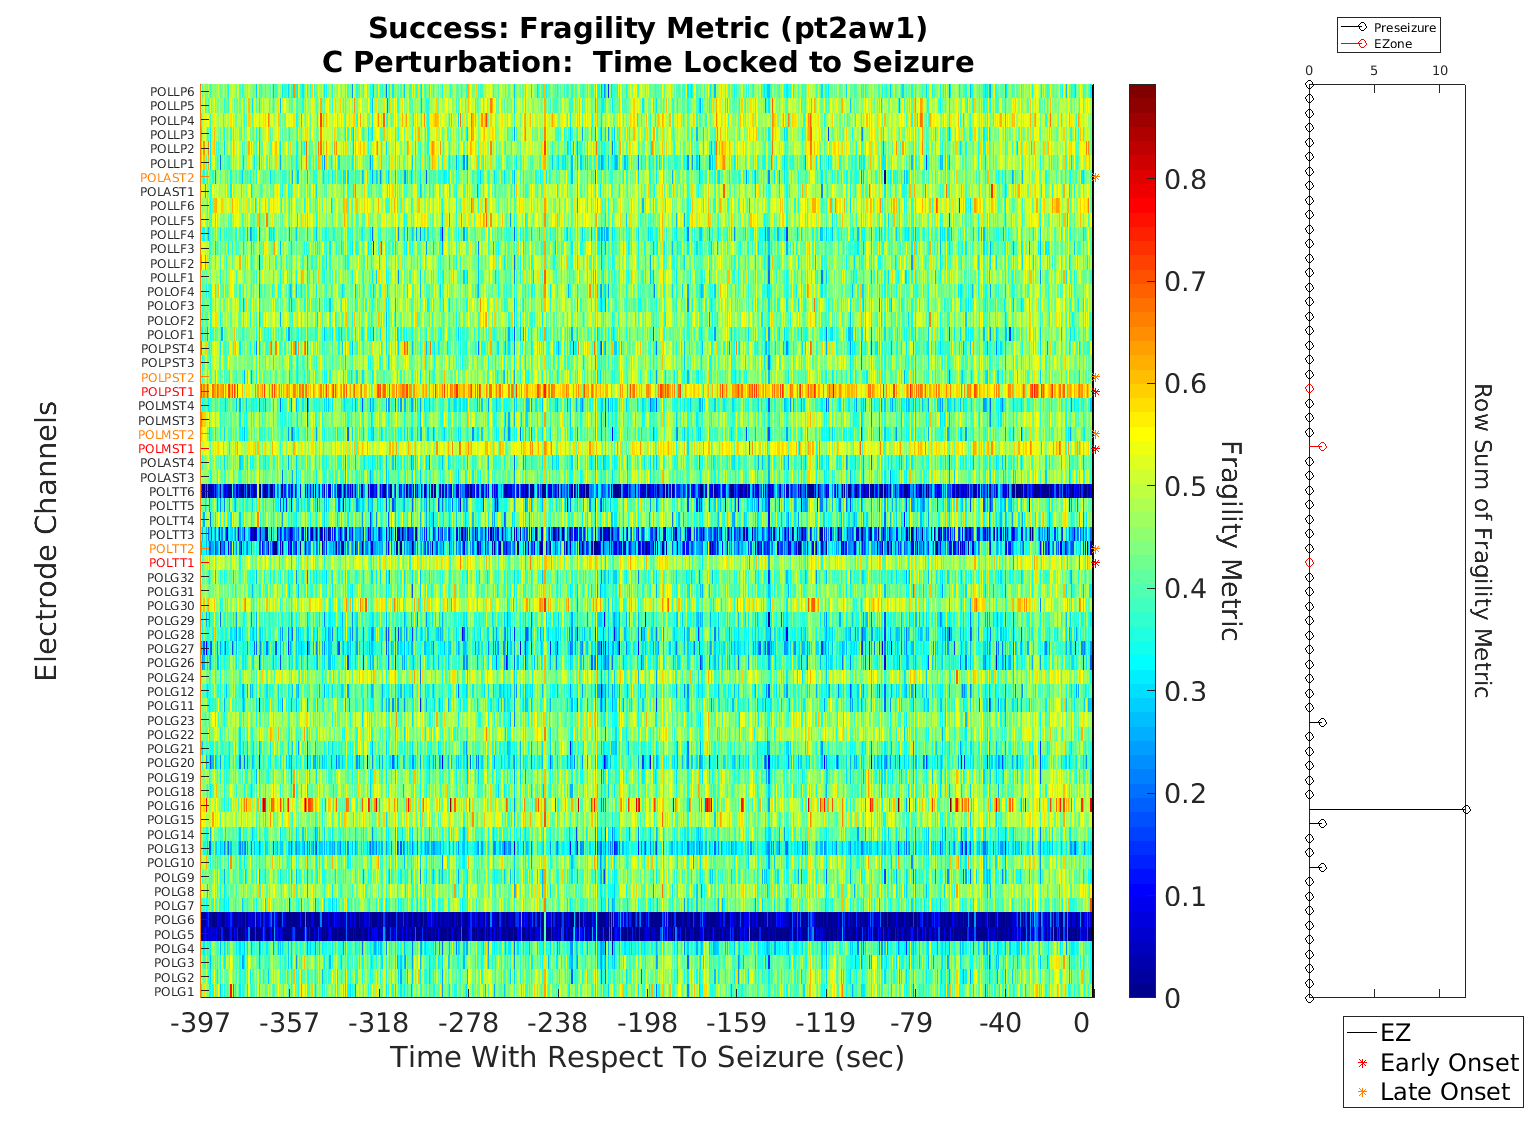 Success: Fragility Metric (pt2aw1)
C Perturbation:  Time Locked to Seizure
Preseizure
EZone
0 5 10
Electrode Channels
POLLP6
POLLP5
POLLP4
POLLP3
POLLP2
POLLP1
POLAST2
POLAST1
POLLF6
POLLF5
POLLF4
POLLF3
POLLF2
POLLF1
POLOF4
POLOF3
POLOF2
POLOF1
POLPST4
POLPST3
POLPST2
POLPST1
POLMST4
POLMST3
POLMST2
POLMST1
POLAST4
POLAST3
POLTT6
POLTT5
POLTT4
POLTT3
POLTT2
POLTT1
POLG32
POLG31
POLG30
POLG29
POLG28
POLG27
POLG26
POLG24
POLG12
POLG11
POLG23
POLG22
POLG21
POLG20
POLG19
POLG18
POLG16
POLG15
POLG14
POLG13
POLG10
POLG9
POLG8
POLG7
POLG6
POLG5
POLG4
POLG3
POLG2
POLG1
-397 -357 -318 -278 -238 -198 -159 -119 -79 -40 0
Time With Respect To Seizure (sec)
0.8
0.7
0.6
0.5
0.4
0.3
0.2
0.1
0
Fragility Metric
Row Sum of Fragility Metric
EZ
Early Onset
Late Onset